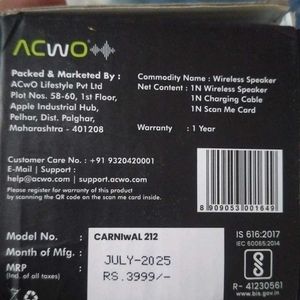 ACwO
Packed & Marketed By :
ACwO Lifestyle Pvt Ltd
Plot Nos. 58-60, 1st Floor,
Apple Industrial Hub,
Pelhar, Dist. Palghar,
Maharashtra - 401208
Commodity Name : Wireless Speaker
Net Content : 1N Wireless Speaker
1N Charging Cable
1N Scan Me Card
Warranty : 1 Year
Customer Care No. : +91 9320420001
E-Mail | Support :
help@acwo.com | support@acwo.com
Please register for warranty of this product
by scanning the QR code on the scan me card inside.
8 909053 001649
Model No : CARNIwAL 212
Month of Mfg. : JULY-2025
MRP : RS.3999/-
(Incl. of all taxes)
IS 616:2017
IEC 60065:2014
R- 41230561
www.bis.gov.in